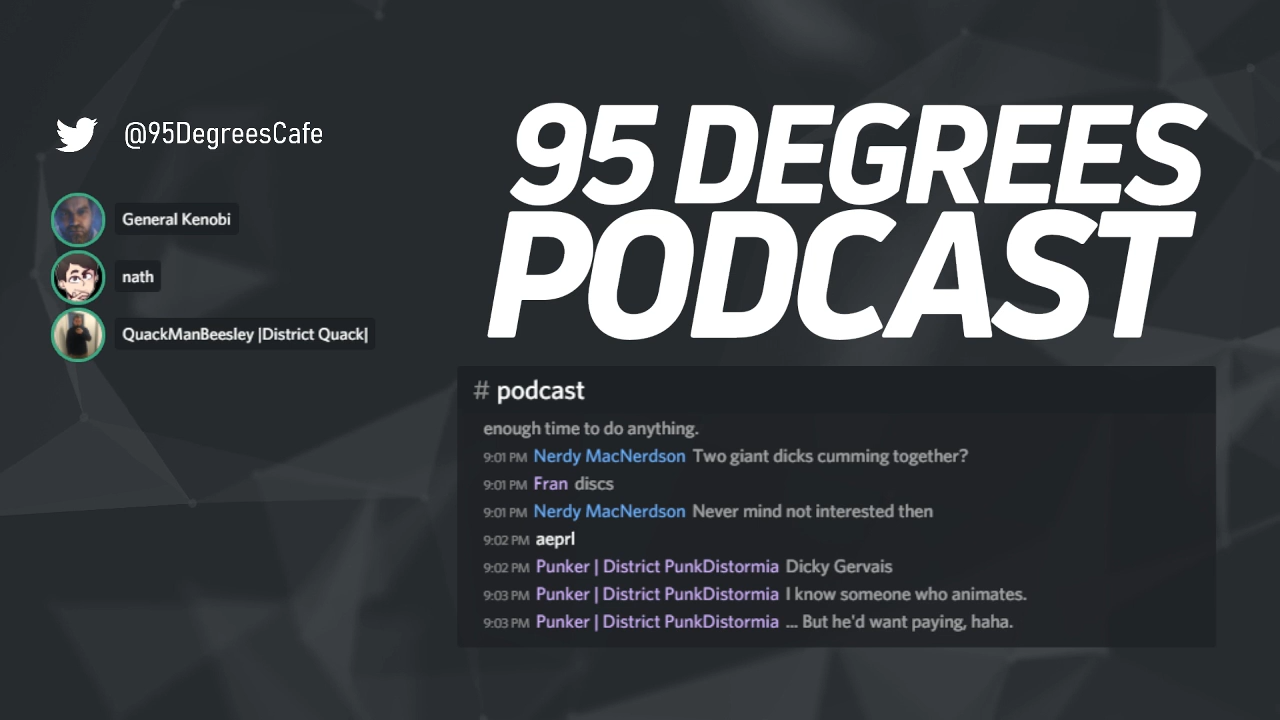 @95DegreesCafe
General Kenobi
nath
QuackManBeesley |District Quack|
95 DEGREES
PODCAST
# podcast
enough time to do anything.
9:01 PM Nerdy MacNerdson Two giant dicks cumming together?
9:01 PM Fran discs
9:01 PM Nerdy MacNerdson Never mind not interested then
9:02 PM aeprl
9:02 PM Punker | District PunkDistormia Dicky Gervais
9:03 PM Punker | District PunkDistormia I know someone who animates.
9:03 PM Punker | District PunkDistormia ... But he'd want paying, haha.